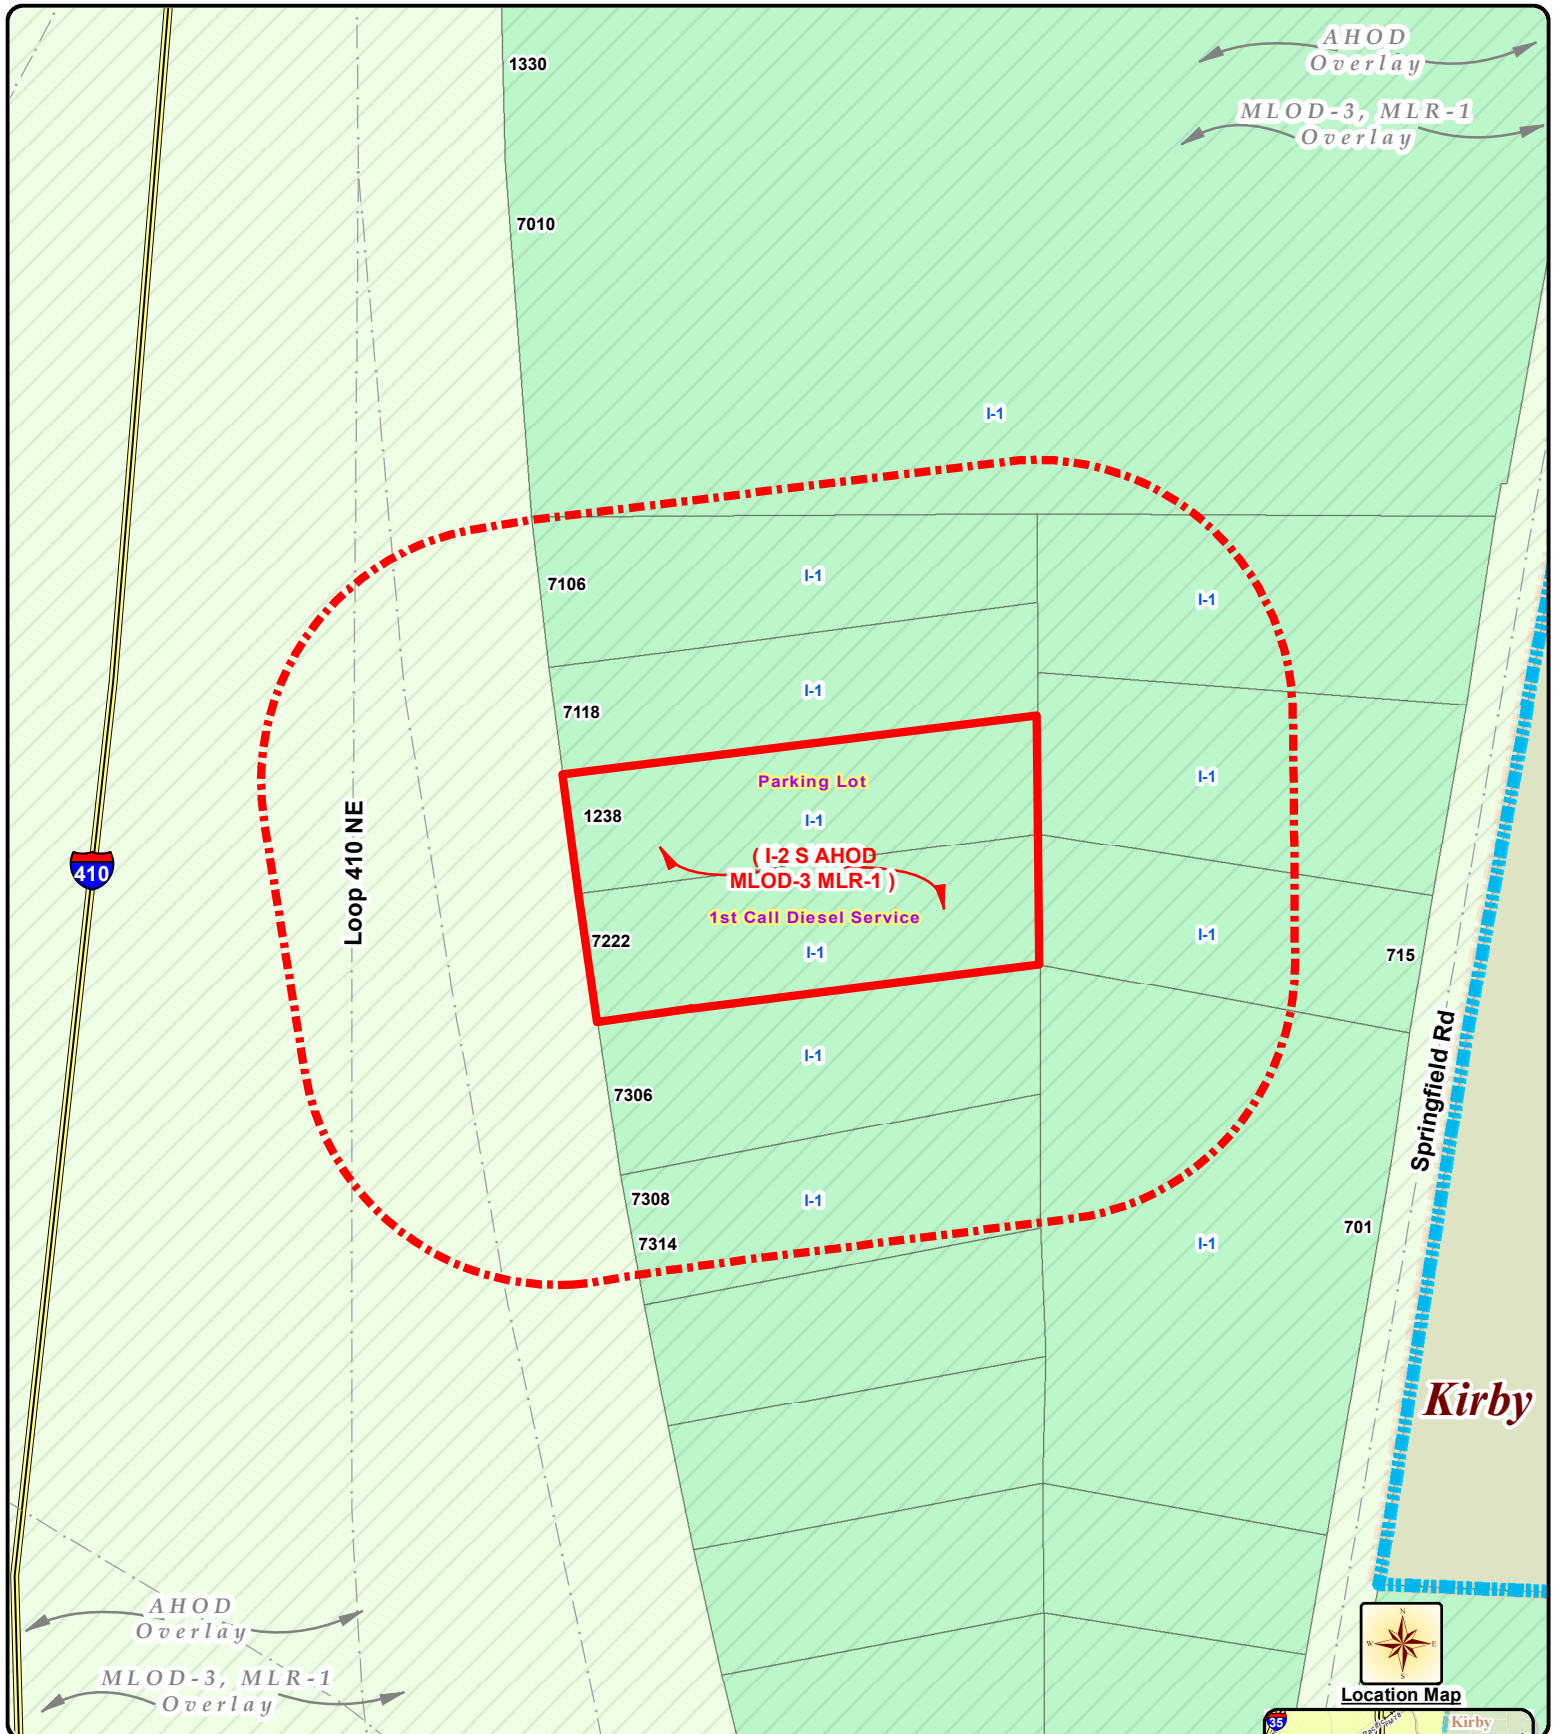 AHOD
Overlay
1330
MLOD-3, MLR-1
Overlay
7010
I-1
7106
I-1
I-1
I-1
7118
I-1
Parking Lot
1238
I-1
Loop 410 NE
( I-2 S AHOD
MLOD-3 MLR-1 )
410
1st Call Diesel Service
7222
I-1
I-1
715
I-1
7306
Springfield Rd
7308
I-1
701
7314
I-1
Kirby
AHOD
Overlay
MLOD-3, MLR-1
Overlay
N
W
E
S
Location Map
35
Kirby
FM 78